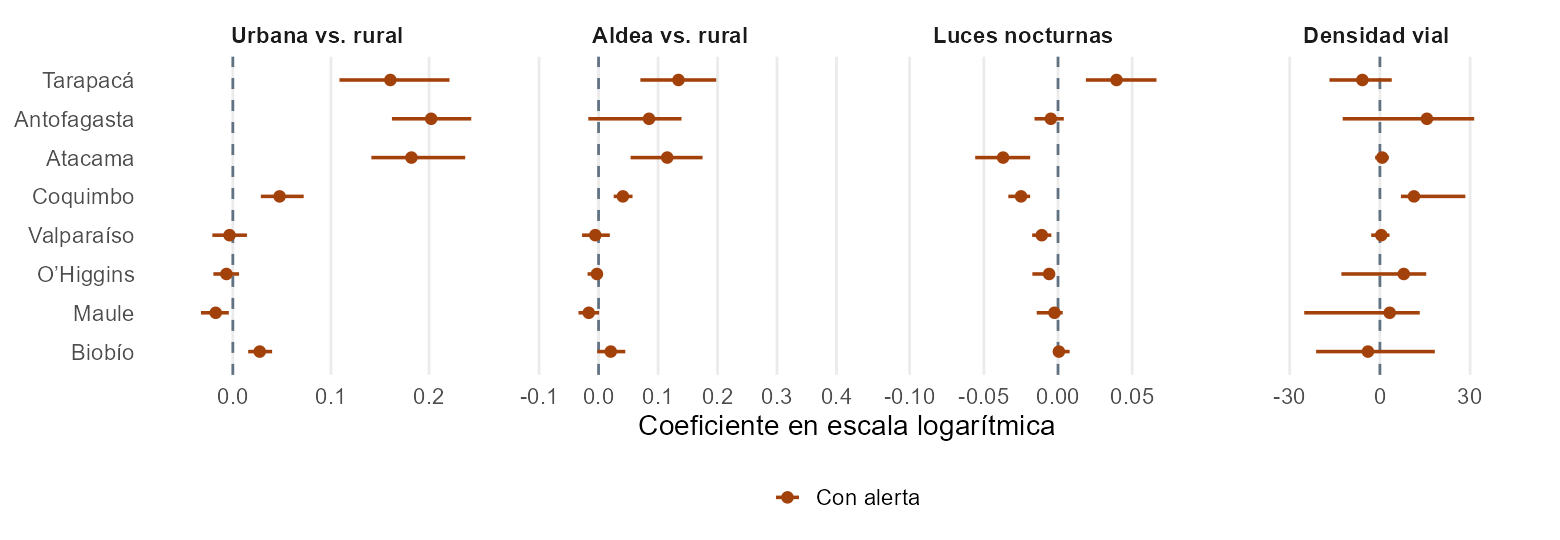 Urbana vs. rural
Aldea vs. rural
Luces nocturnas
Densidad vial
Tarapacá
Antofagasta
Atacama
Coquimbo
Valparaíso
O’Higgins
Maule
Biobío
0.0 0.1 0.2
-0.1 0.0 0.1 0.2 0.3 0.4
-0.10 -0.05 0.00 0.05
-30 0 30
Coeficiente en escala logarítmica
Con alerta